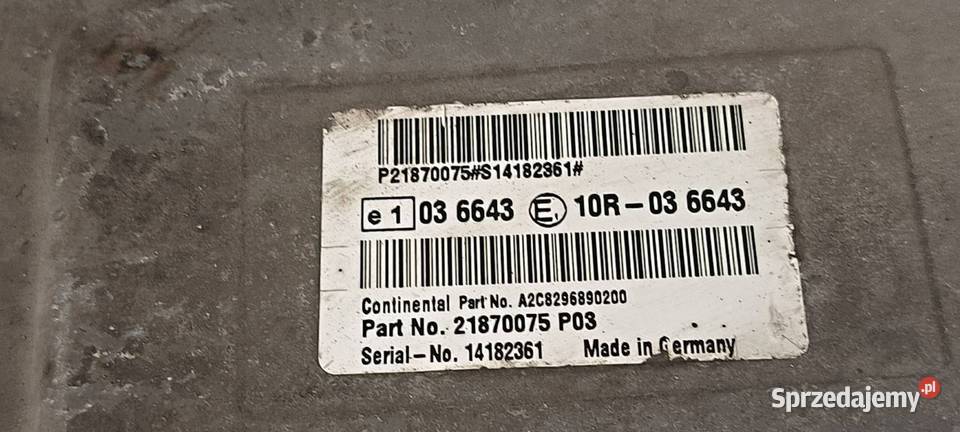 P21870075#S14182361#
e 1 03 6643 E1 10R-03 6643
Continental Part No. A2C8296890200
Part No. 21870075 P03
Serial-No. 14182361 Made in Germany
Sprzedajemy.pl